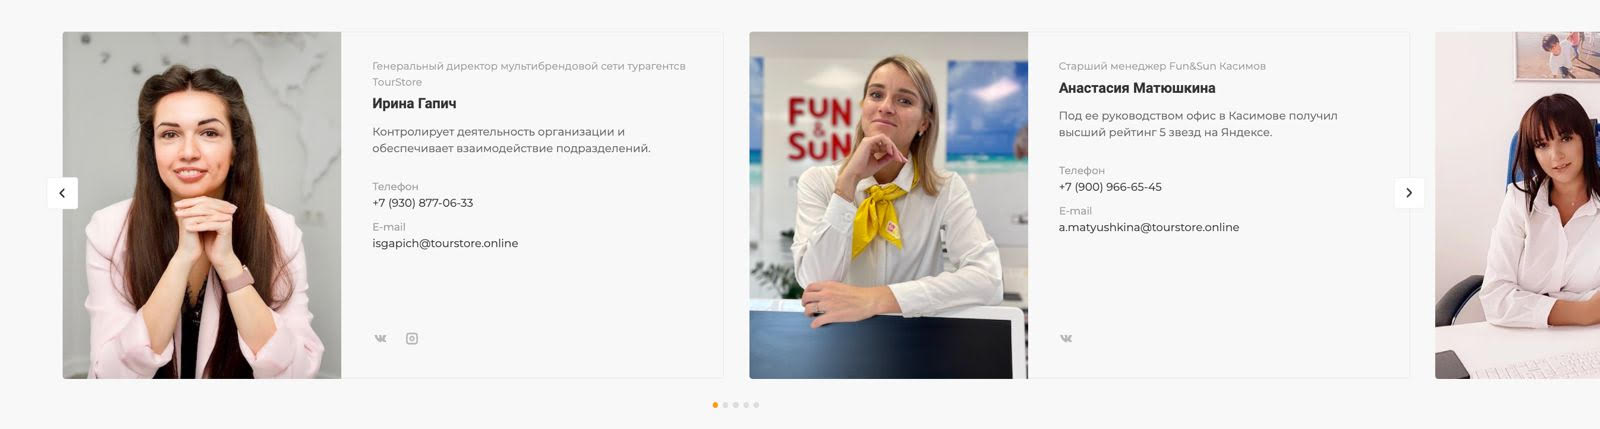 Генеральный директор мультибрендовой сети турагентсв
TourStore
Ирина Гапич
Контролирует деятельность организации и
обеспечивает взаимодействие подразделений.
Телефон
+7 (930) 877-06-33
E-mail
isgapich@tourstore.online
FUN
&
SUN
Старший менеджер Fun&Sun Касимов
Анастасия Матюшкина
Под ее руководством офис в Касимове получил
высший рейтинг 5 звезд на Яндексе.
Телефон
+7 (900) 966-65-45
E-mail
a.matyushkina@tourstore.online